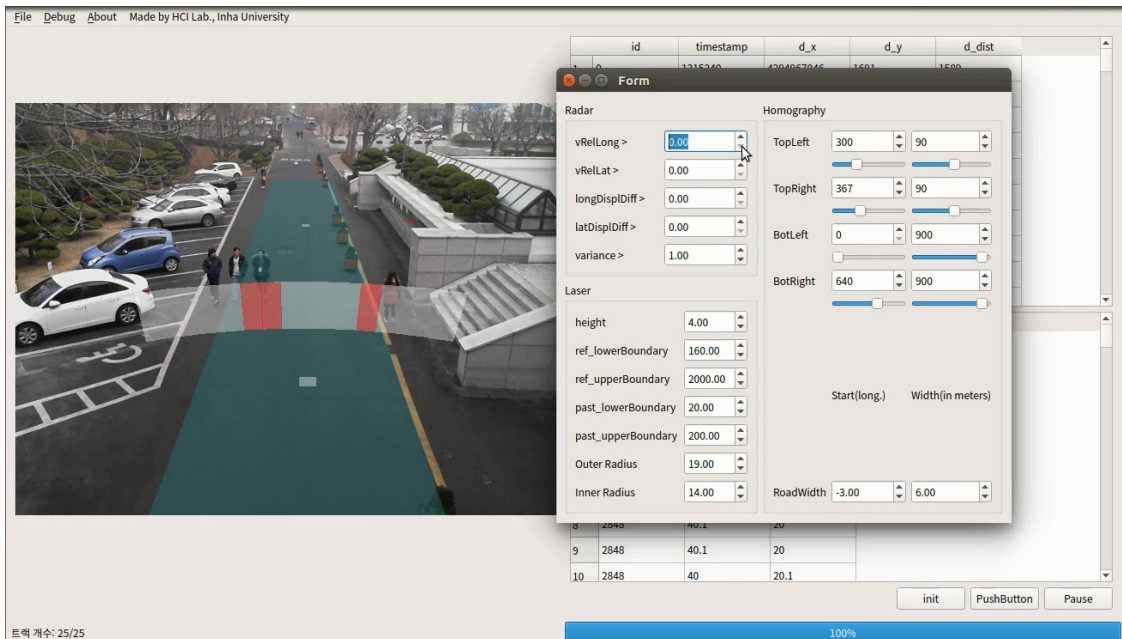 File Debug About Made by HCI Lab., Inha University
id timestamp d_x d_y d_dist
Form
Radar
vRelLong > 0.00
vRelLat > 0.00
longDisplDiff > 0.00
latDisplDiff > 0.00
variance > 1.00
Laser
height 4.00
ref_lowerBoundary 160.00
ref_upperBoundary 2000.00
past_lowerBoundary 20.00
past_upperBoundary 200.00
Outer Radius 19.00
Inner Radius 14.00
Homography
TopLeft 300 90
TopRight 367 90
BotLeft 0 900
BotRight 640 900
Start(long.) Width(in meters)
RoadWidth -3.00 6.00
8 2848 40.1 20
9 2848 40.1 20
10 2848 40 20.1
init PushButton Pause
트랙 개수: 25/25
100%